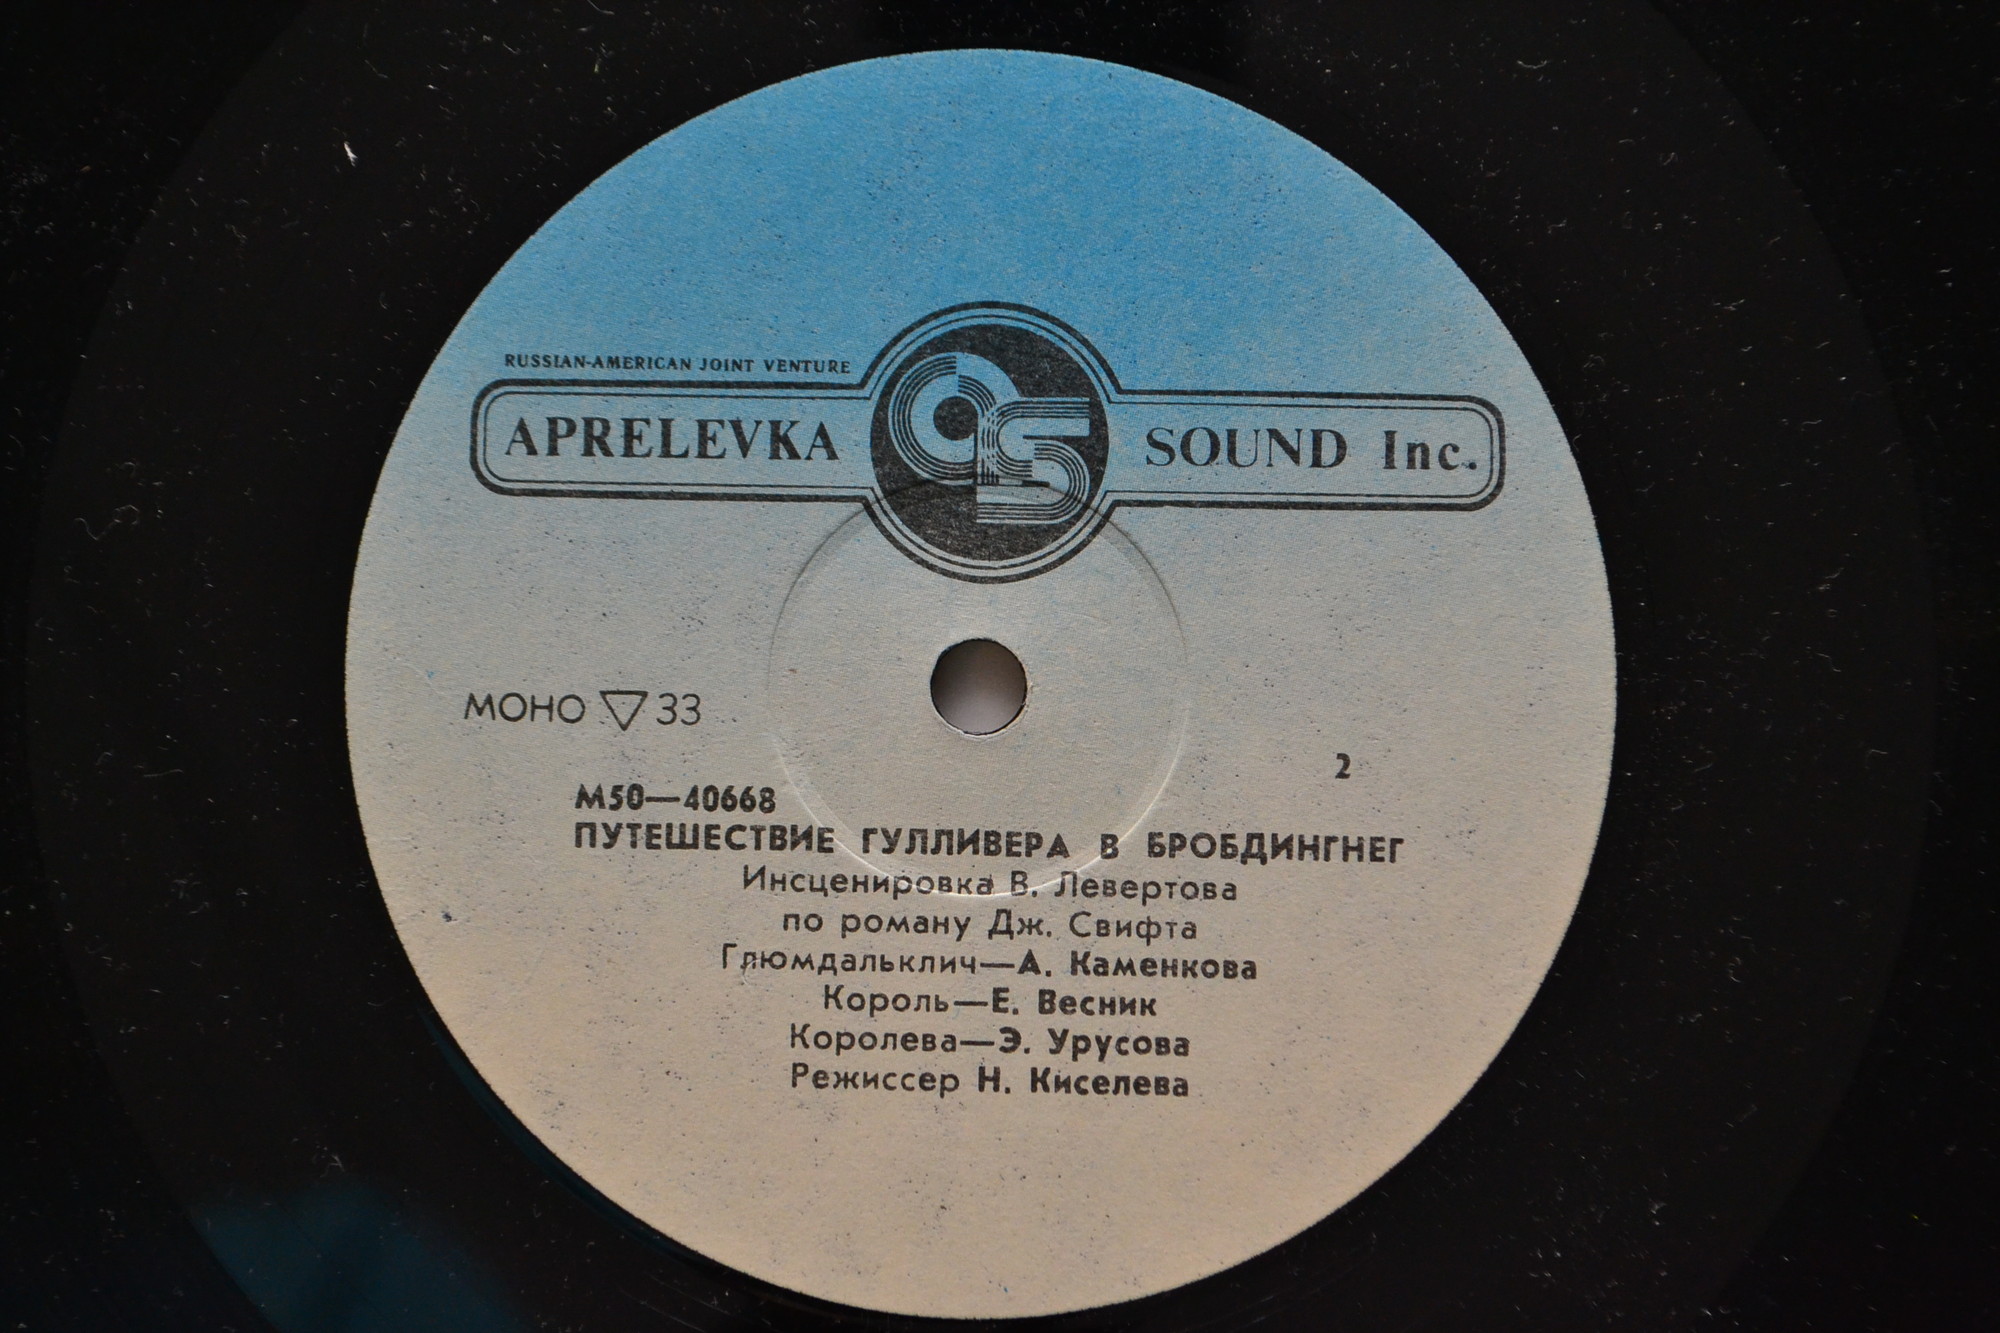 RUSSIAN-AMERICAN JOINT VENTURE
APRELEVKA SOUND Inc.
МОНО 33
2
М50—40668
ПУТЕШЕСТВИЕ ГУЛЛИВЕРА В БРОБДИНГНЕГ
Инсценировка В. Левертова
по роману Дж. Свифта
Глюмдальклич—А. Каменкова
Король—Е. Весник
Королева—Э. Урусова
Режиссер Н. Киселева